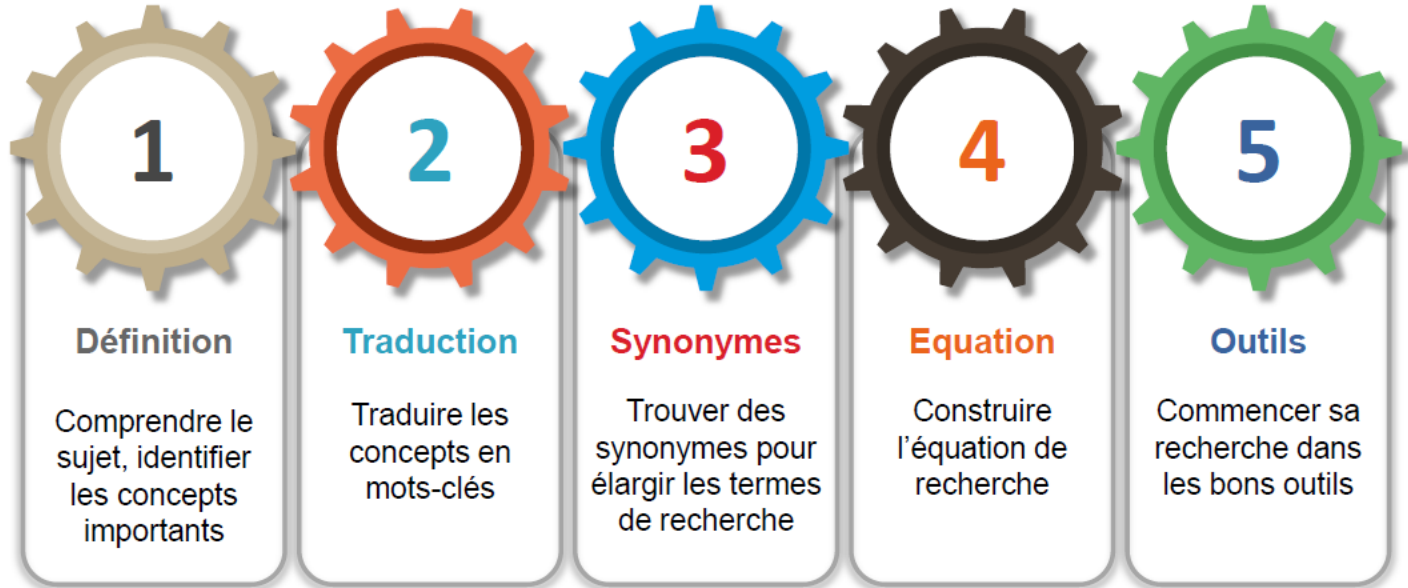 1
Définition
Comprendre le
sujet, identifier
les concepts
importants
2
Traduction
Traduire les
concepts en
mots-clés
3
Synonymes
Trouver des
synonymes pour
élargir les termes
de recherche
4
Equation
Construire
l’équation de
recherche
5
Outils
Commencer sa
recherche dans
les bons outils